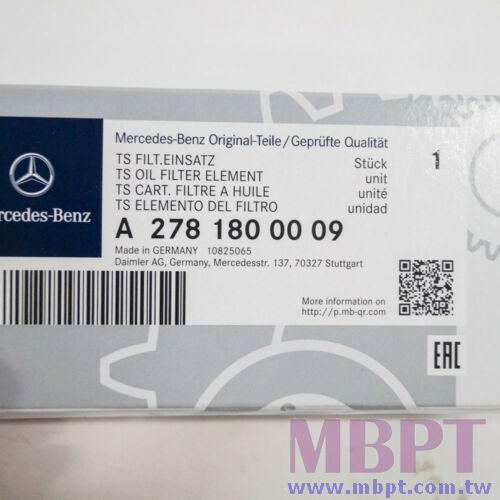 Mercedes-Benz Original-Teile/Geprüfte Qualität
TS FILT.EINSATZ Stück 1
TS OIL FILTER ELEMENT unit
TS CART. FILTRE A HUILE unité
TS ELEMENTO DEL FILTRO unidad
rcedes-Benz
A 278 180 00 09
Made in GERMANY 10825065
Daimler AG, Germany, Mercedesstr. 137, 70327 Stuttgart
More information on
http://p.mb-qr.com/
EAC
MBPT
www.mbpt.com.tw